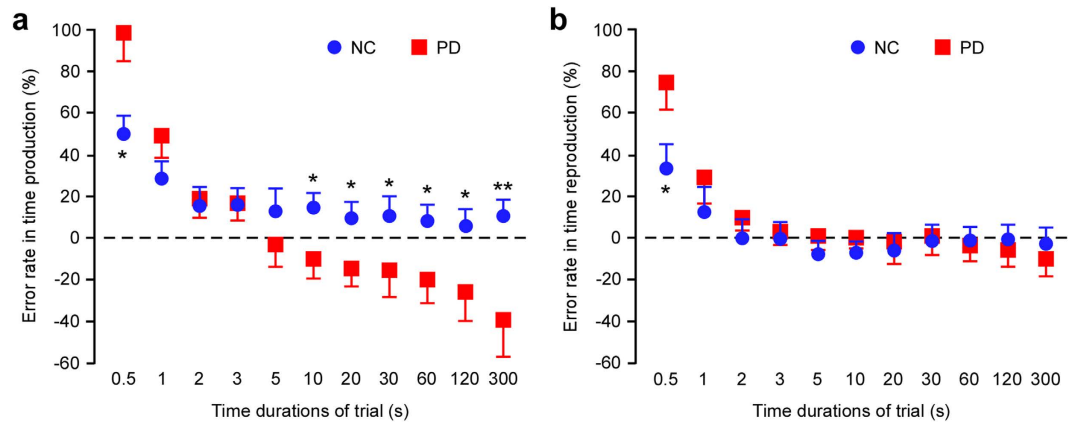 a
NC PD
Error rate in time production (%)
100
80
60
40
20
0
-20
-40
-60
* * * * * * **
0.5 1 2 3 5 10 20 30 60 120 300
Time durations of trial (s)
b
NC PD
Error rate in time reproduction (%)
100
80
60
40
20
0
-20
-40
-60
*
0.5 1 2 3 5 10 20 30 60 120 300
Time durations of trial (s)